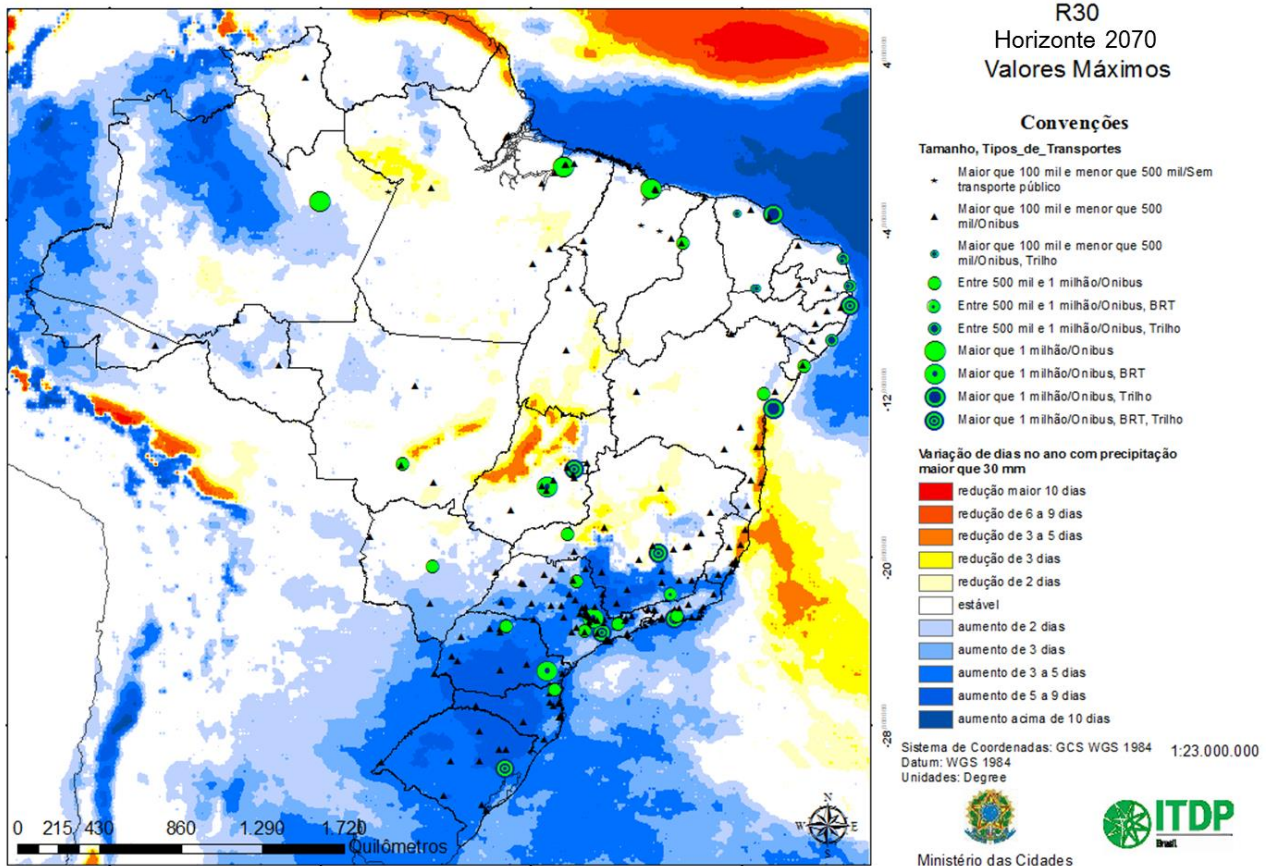 R30
Horizonte 2070
Valores Máximos
Convenções
Tamanho, Tipos_de_Transportes
Maior que 100 mil e menor que 500 mil/Sem
transporte público
Maior que 100 mil e menor que 500
mil/Onibus
Maior que 100 mil e menor que 500
mil/Onibus, Trilho
Entre 500 mil e 1 milhão/Onibus
Entre 500 mil e 1 milhão/Onibus, BRT
Entre 500 mil e 1 milhão/Onibus, Trilho
Maior que 1 milhão/Onibus
Maior que 1 milhão/Onibus, BRT
Maior que 1 milhão/Onibus, Trilho
Maior que 1 milhão/Onibus, BRT, Trilho
Variação de dias no ano com precipitação
maior que 30 mm
redução maior 10 dias
redução de 6 a 9 dias
redução de 3 a 5 dias
redução de 3 dias
redução de 2 dias
estável
aumento de 2 dias
aumento de 3 dias
aumento de 3 a 5 dias
aumento de 5 a 9 dias
aumento acima de 10 dias
Sistema de Coordenadas: GCS WGS 1984 1:23.000.000
Datum: WGS 1984
Unidades: Degree
Ministério das Cidades
ITDP
Brasil
4
-4
-12
-20
-28
N
W E
S
0 215 430 860 1.290 1.720
Quilômetros